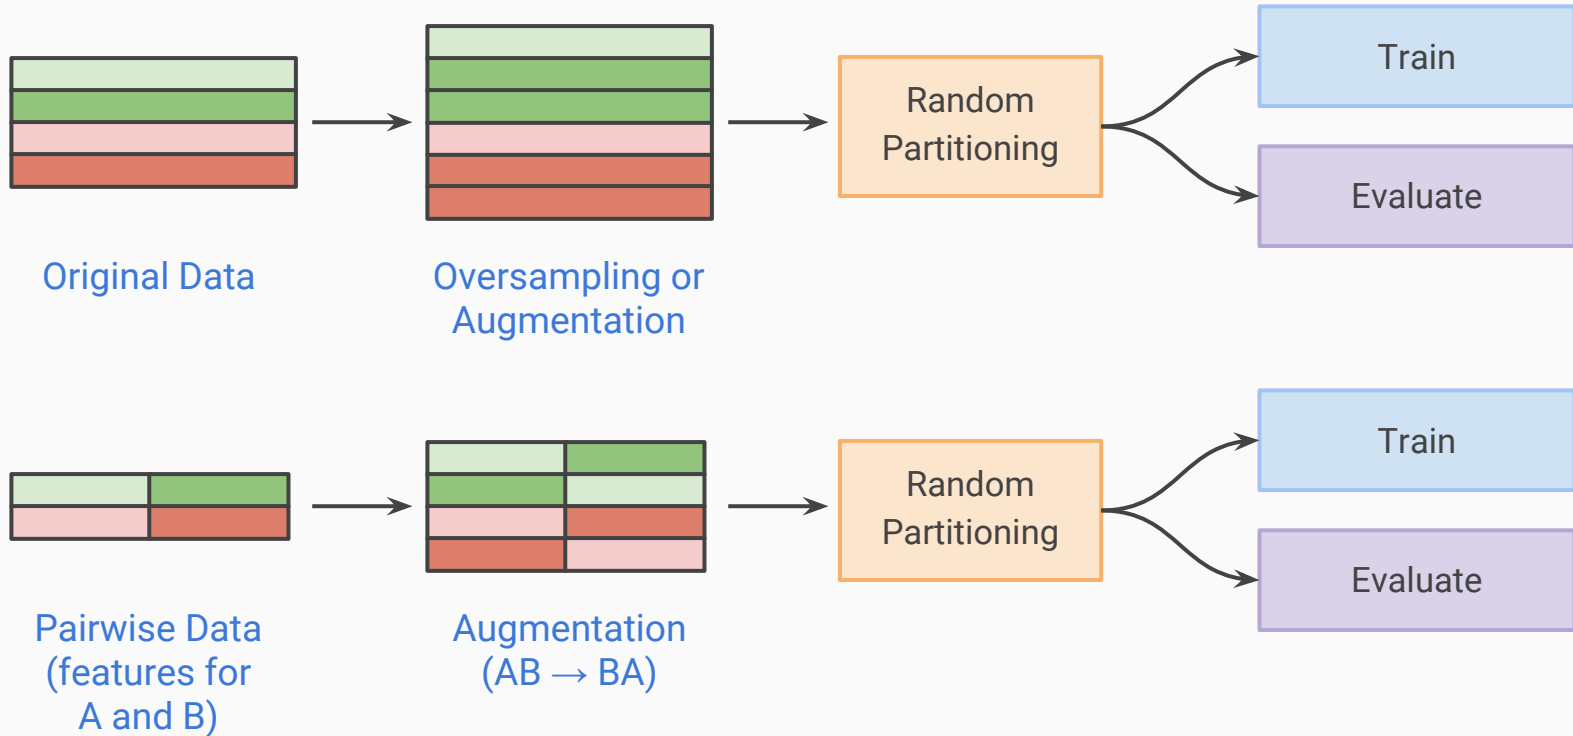 Original Data
Oversampling or
Augmentation
Random
Partitioning
Train
Evaluate
Pairwise Data
(features for
A and B)
Augmentation
(AB → BA)
Random
Partitioning
Train
Evaluate